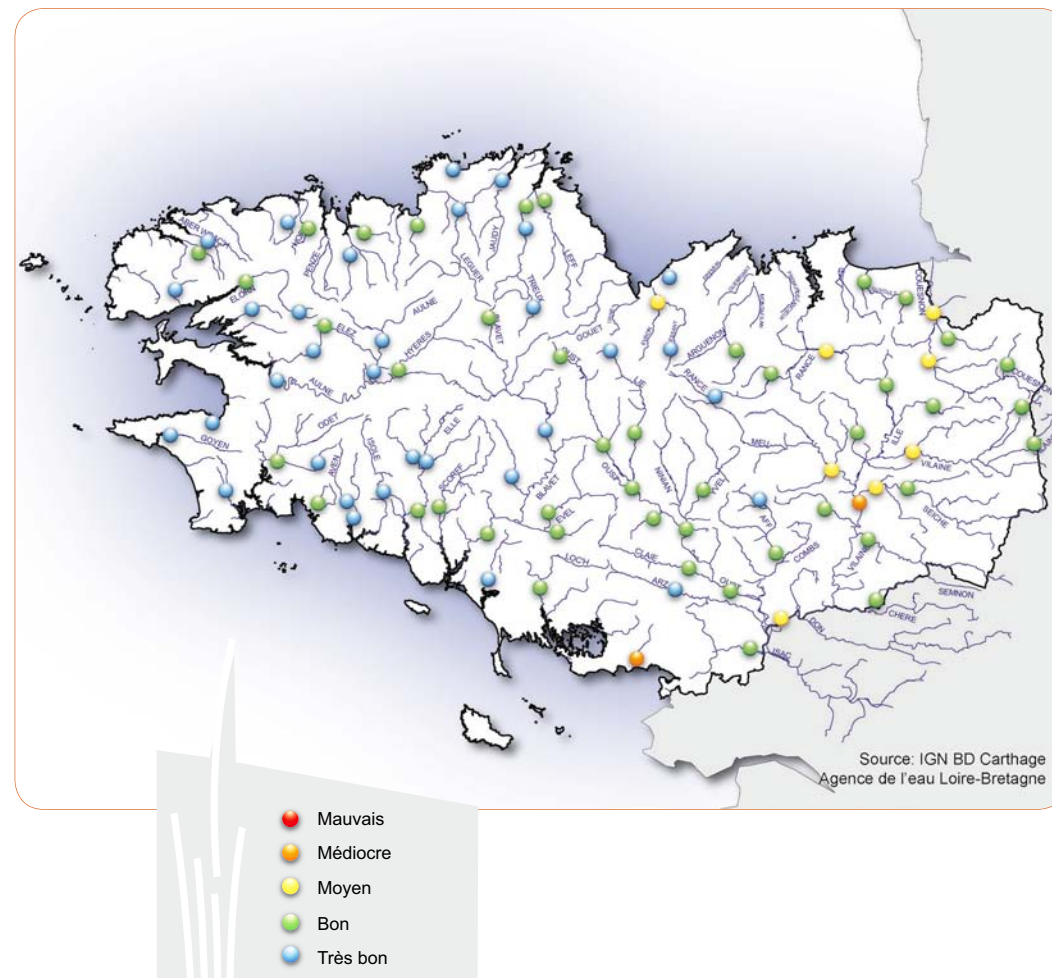 ABER WRACH
PENZE
JAUDY
LEGUER
TRIEUX
LEFF
ELORN
AULNE
ELEZ
HYERES
BLAVET
GOUET
OUST
LIE
ARGUENON
RANCE
RANCE
COUESNON
COUESNON
AULNE
ODET
GOYEN
AVEN
ISOLE
ELLE
SCORFF
BLAVET
EVEL
OUST
NINIAN
YVEL
MEU
ILLE
VILAINE
SEICHE
AFF
COMBS
VILAINE
LOCH
CLAIE
ARZ
OUST
SEMNON
CHERE
DON
ISAC
Source: IGN BD Carthage
Agence de l'eau Loire-Bretagne
Mauvais
Médiocre
Moyen
Bon
Très bon